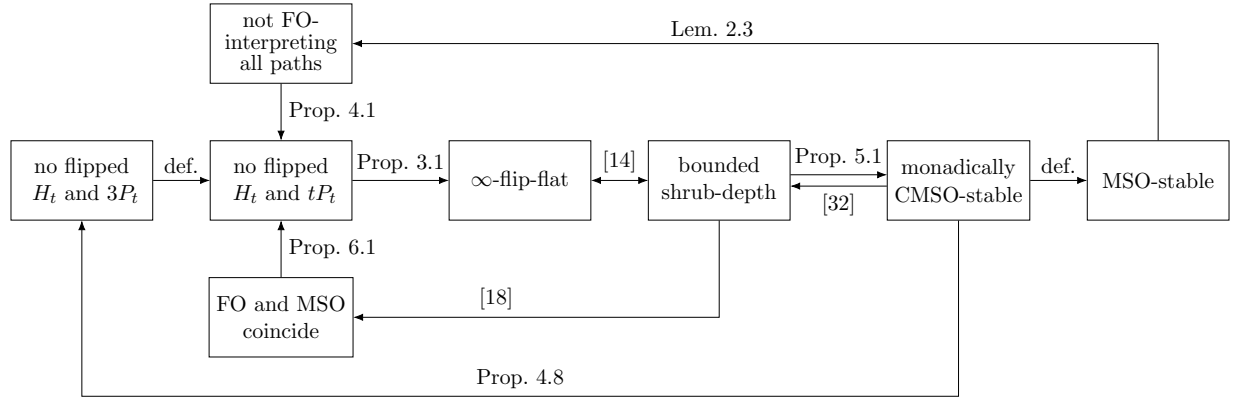 not FO-
interpreting
all paths
Lem. 2.3
Prop. 4.1
no flipped
H_t and 3P_t
def.
no flipped
H_t and tP_t
Prop. 3.1
∞-flip-flat
[14]
bounded
shrub-depth
Prop. 5.1
[32]
monadically
CMSO-stable
def.
MSO-stable
Prop. 6.1
FO and MSO
coincide
[18]
Prop. 4.8